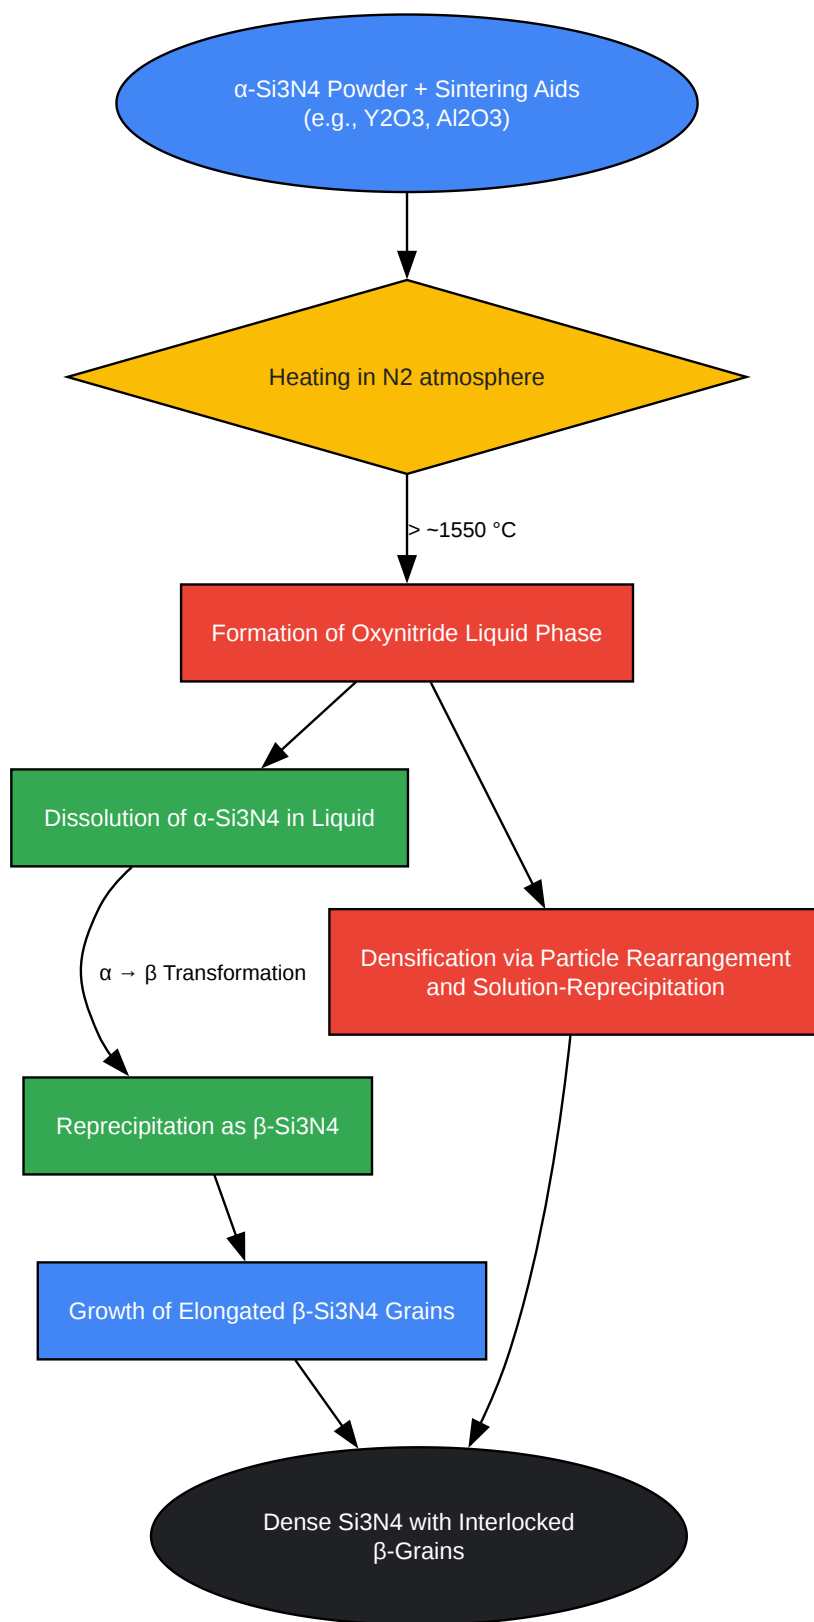 α-Si3N4 Powder + Sintering Aids
(e.g., Y2O3, Al2O3)
Heating in N2 atmosphere
> ~1550 °C
Formation of Oxynitride Liquid Phase
Dissolution of α-Si3N4 in Liquid
Densification via Particle Rearrangement
and Solution-Reprecipitation
α → β Transformation
Reprecipitation as β-Si3N4
Growth of Elongated β-Si3N4 Grains
Dense Si3N4 with Interlocked
β-Grains